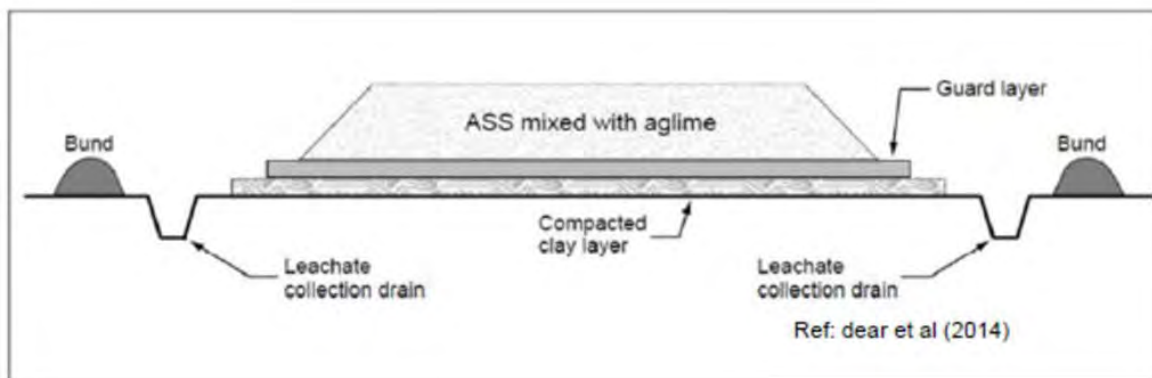 Guard layer
ASS mixed with aglime
Bund
Bund
Compacted
clay layer
Leachate
collection drain
Leachate
collection drain
Ref: dear et al (2014)